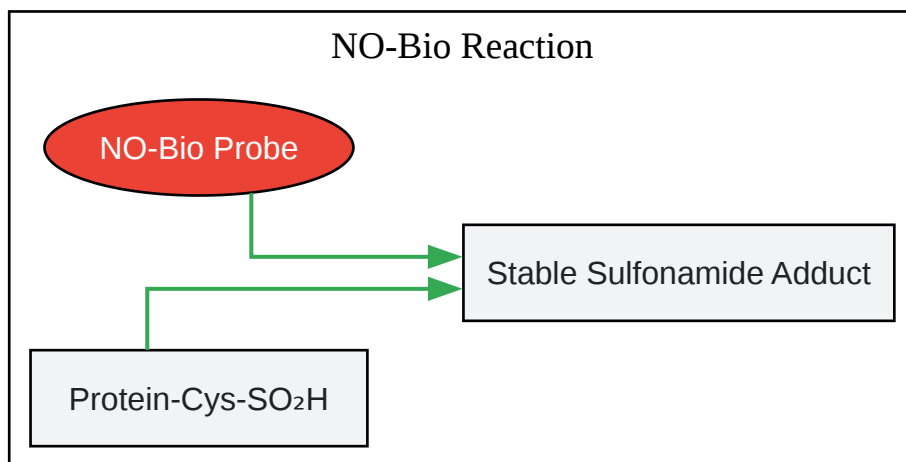 NO-Bio Reaction
NO-Bio Probe
Stable Sulfonamide Adduct
Protein-Cys-SO₂H